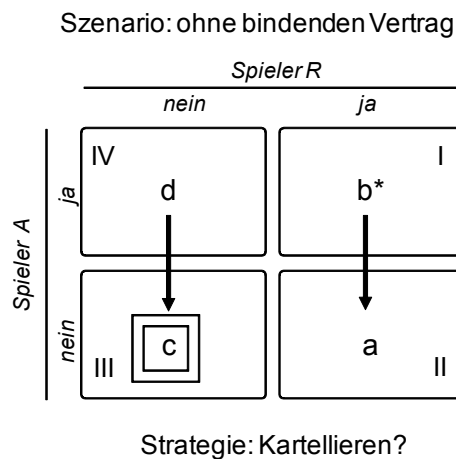 Szenario: ohne bindenden Vertrag
Spieler R
nein ja
Spieler A
ja
IV
d
I
b*
nein
III
c
a
II
Strategie: Kartellieren?